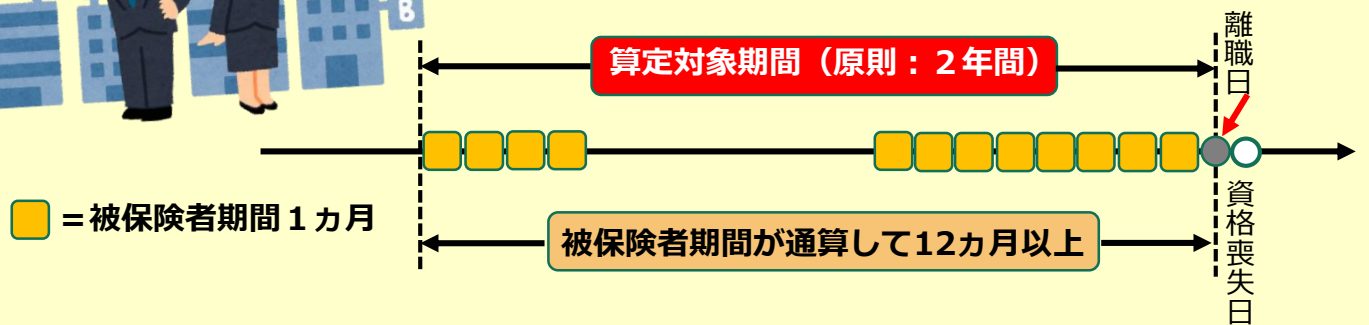 B
離職日
算定対象期間（原則：２年間）
＝被保険者期間１ヵ月
被保険者期間が通算して12ヵ月以上
資格喪失日